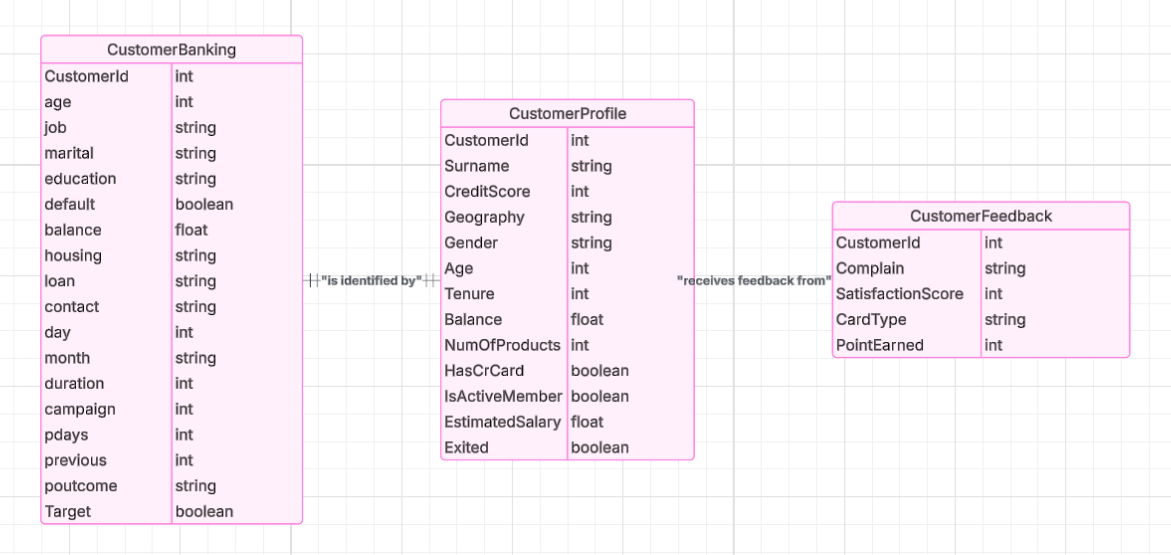 CustomerBanking
CustomerId int
age int
job string
marital string
education string
default boolean
balance float
housing string
loan string
contact string
day int
month string
duration int
campaign int
pdays int
previous int
poutcome string
Target boolean
"is identified by"
CustomerProfile
CustomerId int
Surname string
CreditScore int
Geography string
Gender string
Age int
Tenure int
Balance float
NumOfProducts int
HasCrCard boolean
IsActiveMember boolean
EstimatedSalary float
Exited boolean
"receives feedback from"
CustomerFeedback
CustomerId int
Complain string
SatisfactionScore int
CardType string
PointEarned int